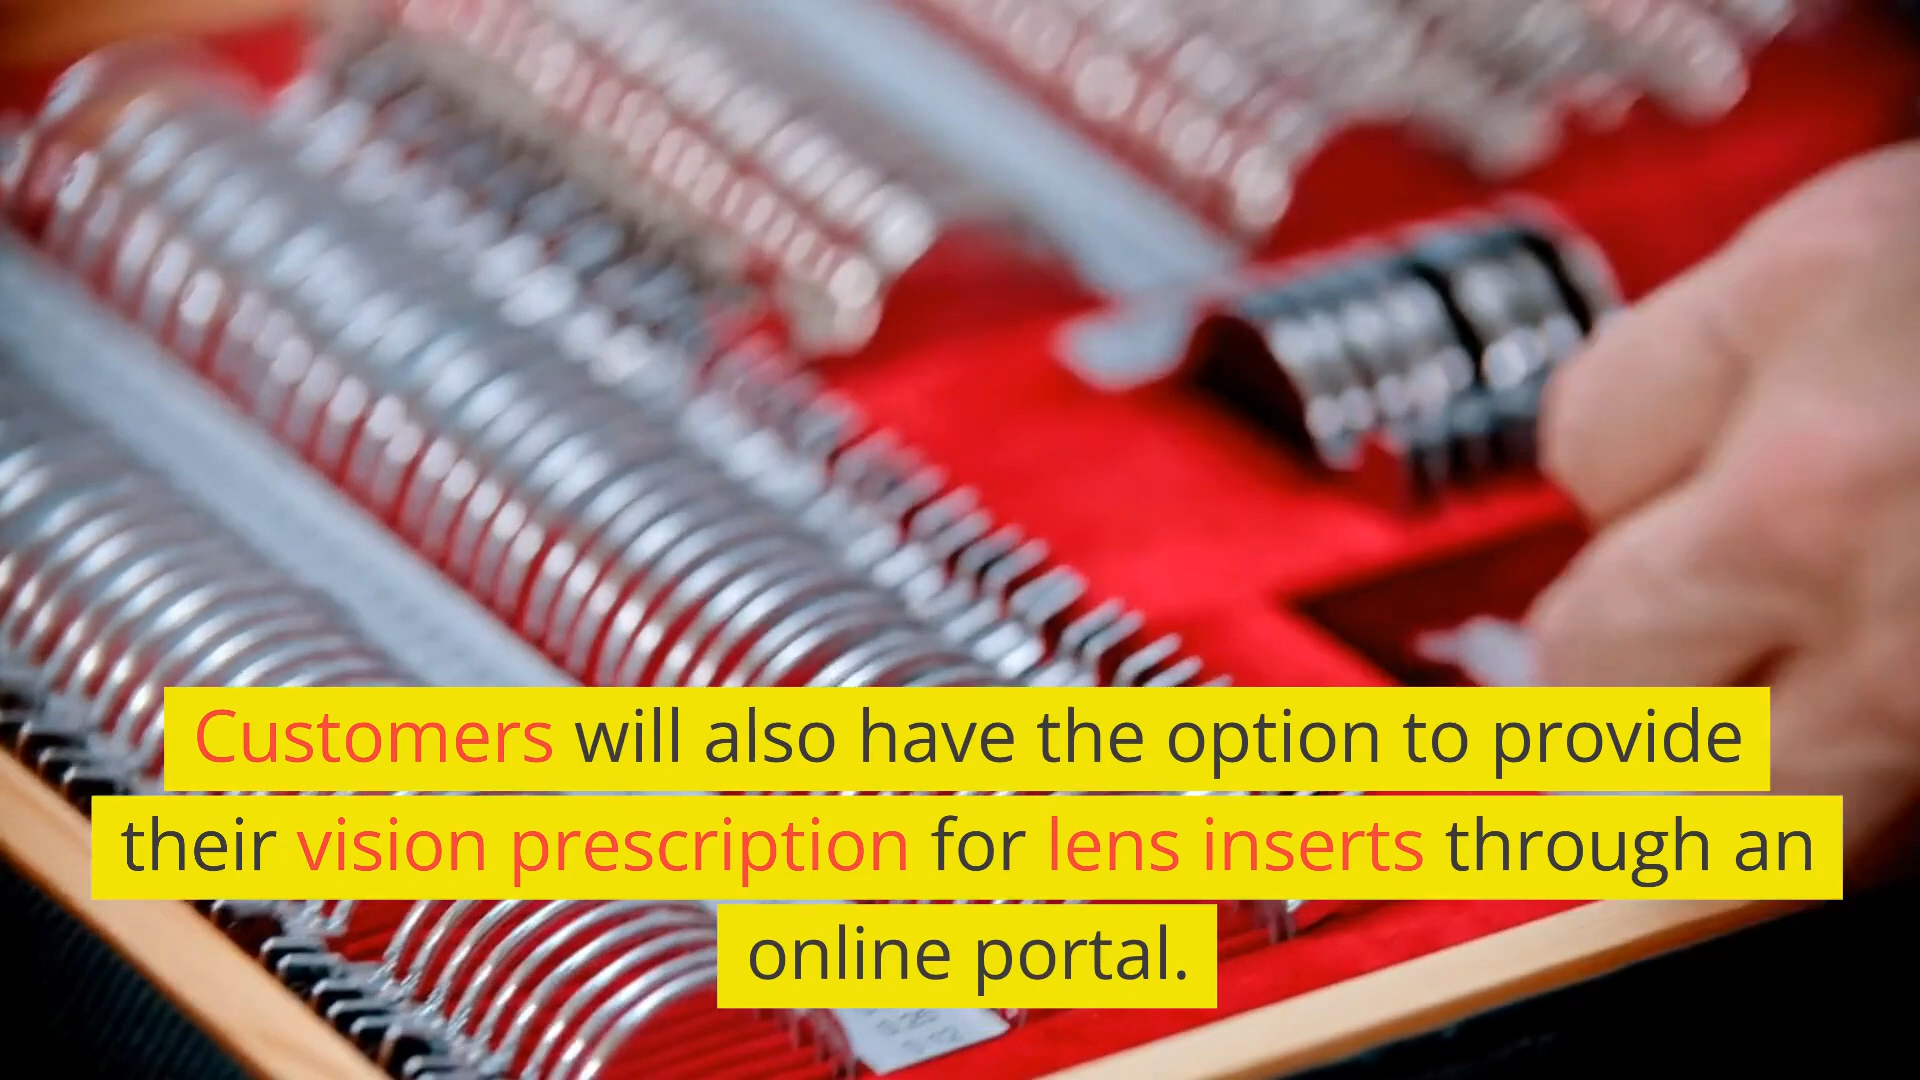 Customers will also have the option to provide
their vision prescription for lens inserts through an
online portal.